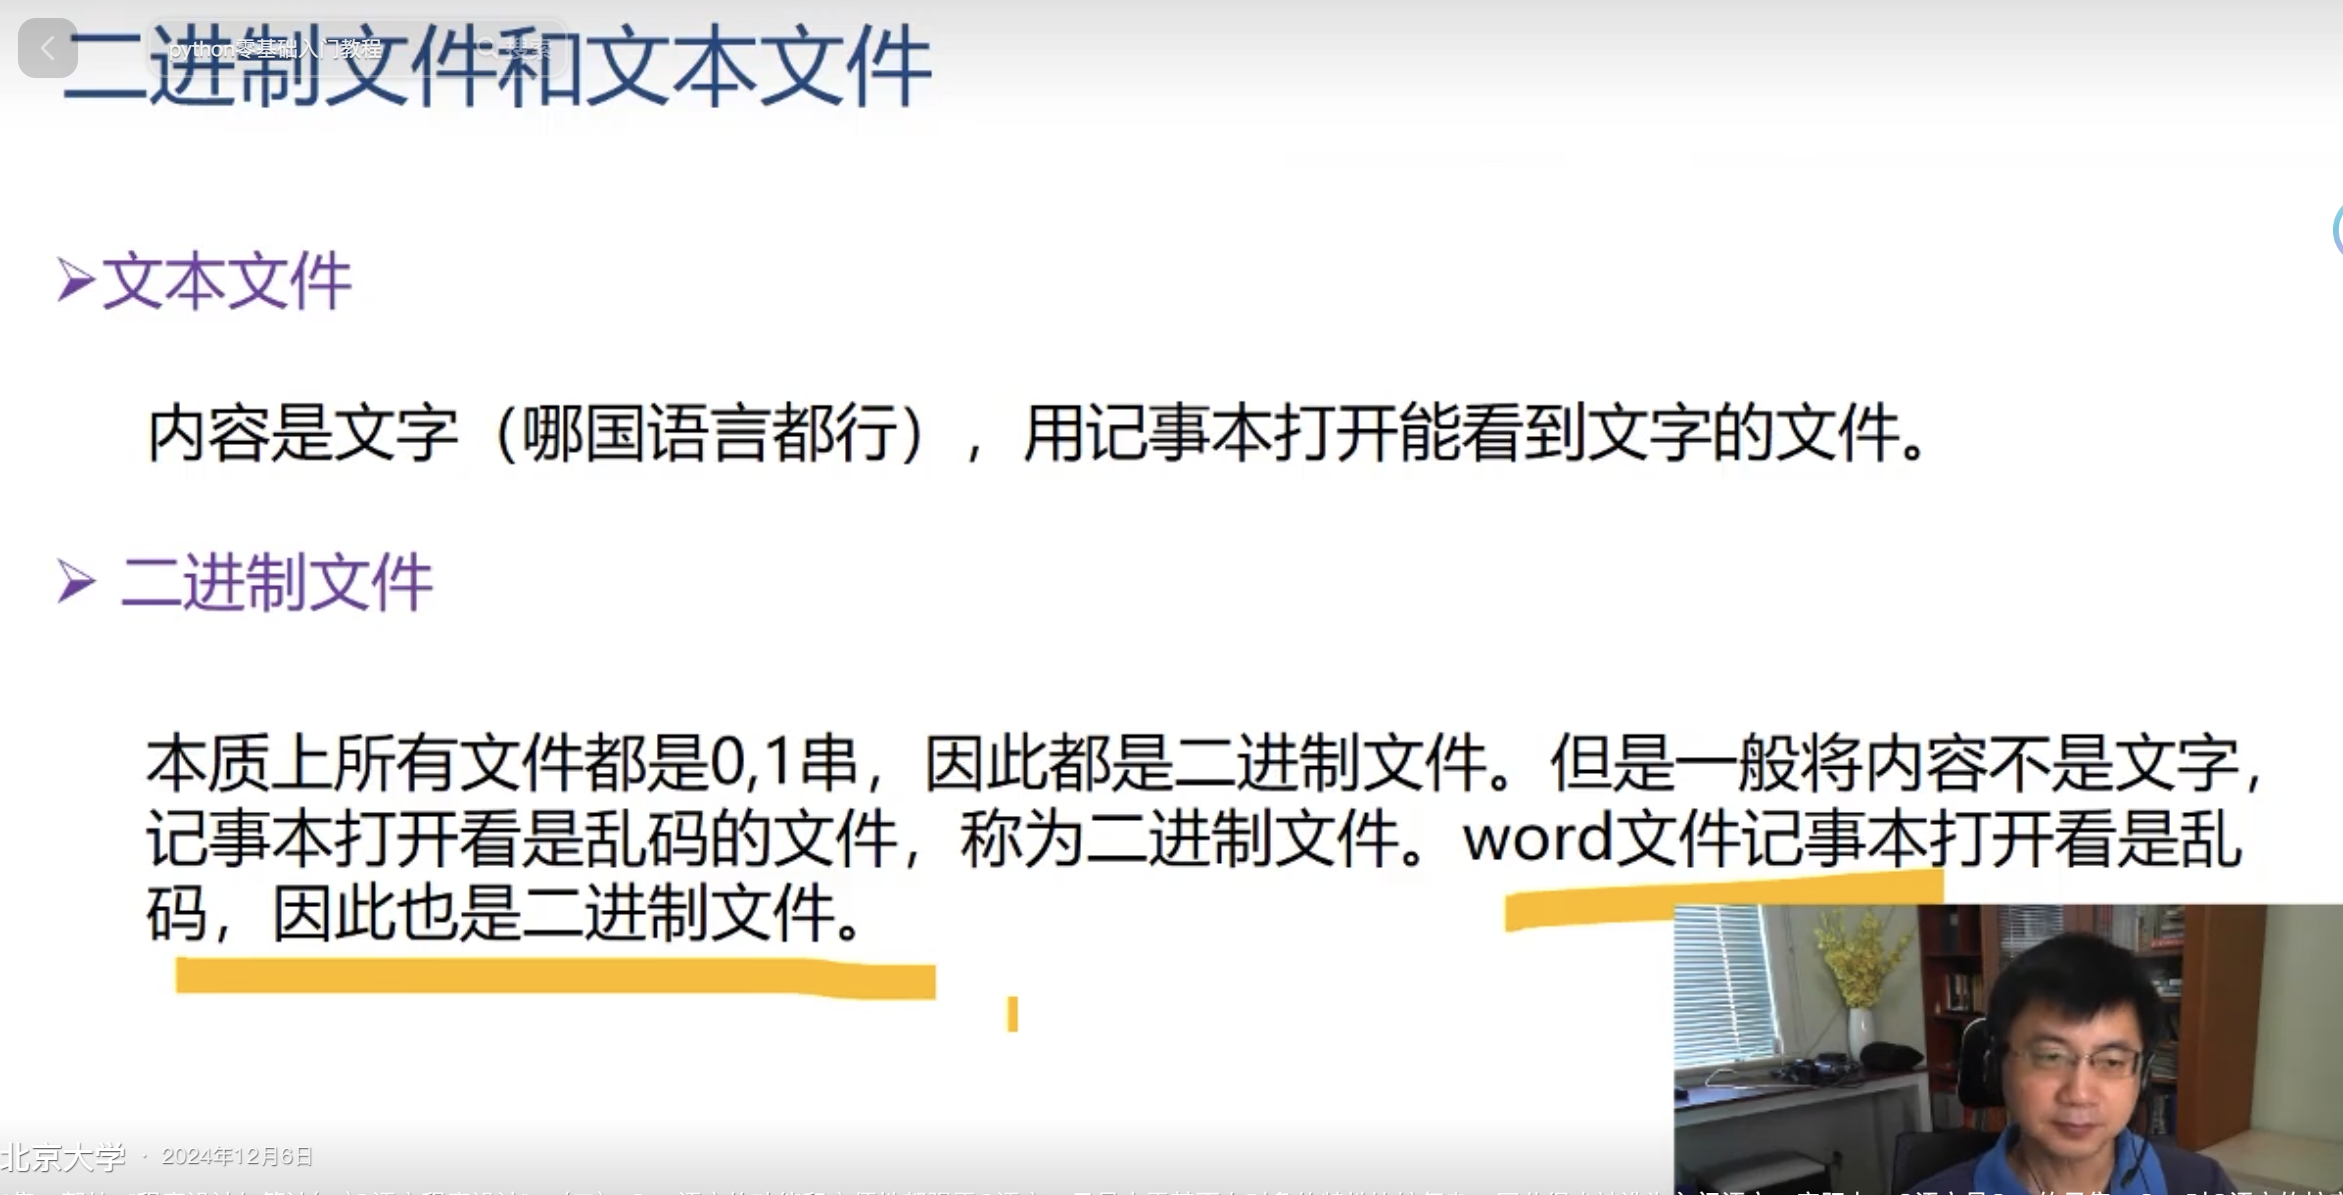 二进制文件和文本文件
python零基础入门教程
搜索
➢文本文件
内容是文字（哪国语言都行），用记事本打开能看到文字的文件。
➢ 二进制文件
本质上所有文件都是0,1串，因此都是二进制文件。但是一般将内容不是文字，
记事本打开看是乱码的文件，称为二进制文件。word文件记事本打开看是乱
码，因此也是二进制文件。
北京大学 · 2024年12月6日